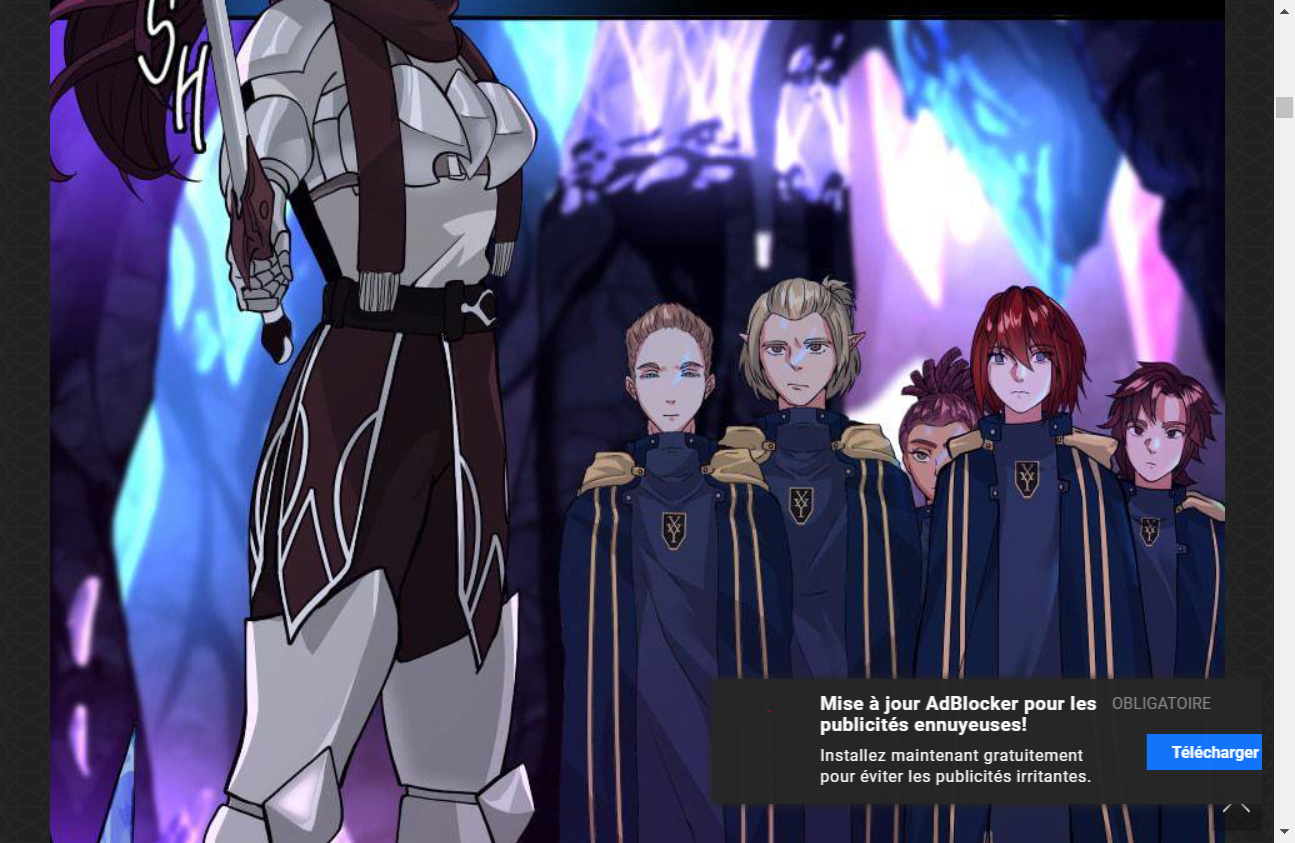 SH
Mise à jour AdBlocker pour les
publicités ennuyeuses!
OBLIGATOIRE
Installez maintenant gratuitement
pour éviter les publicités irritantes.
Télécharger